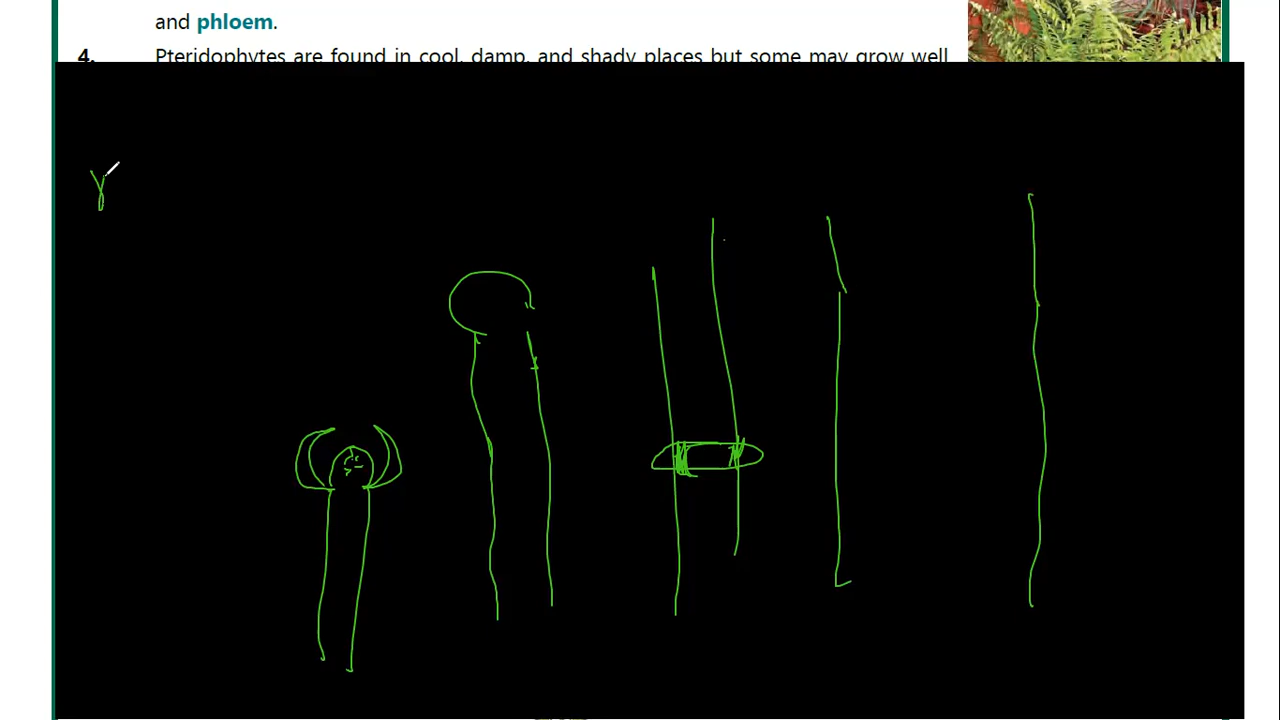 and phloem.
4. Pteridophytes are found in cool, damp, and shady places but some may grow well